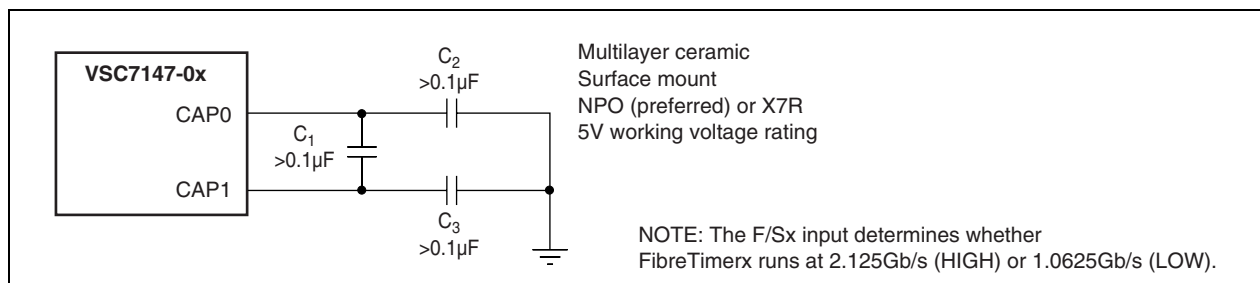 VSC7147-0x
CAP0
CAP1
C1
>0.1µF
C2
>0.1µF
C3
>0.1µF
Multilayer ceramic
Surface mount
NPO (preferred) or X7R
5V working voltage rating
NOTE: The F/Sx input determines whether
FibreTimerx runs at 2.125Gb/s (HIGH) or 1.0625Gb/s (LOW).